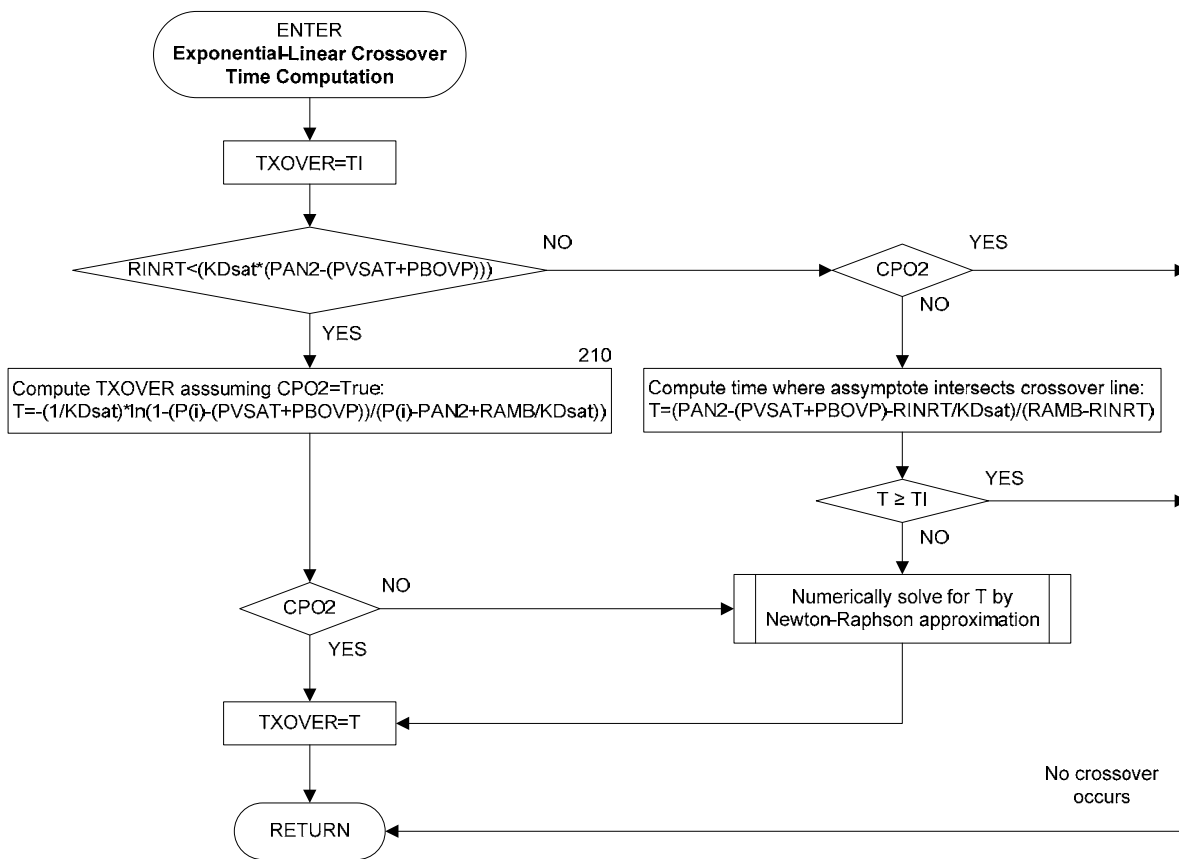 ENTER
Exponential-Linear Crossover
Time Computation
TXOVER=TI
RINRT<(KDsat*(PAN2-(PVSAT+PBOVP)))
NO
YES
CPO2
YES
NO
210
Compute TXOVER asssuming CPO2=True:
T=-(1/KDsat)*ln(1-(P(i)-(PVSAT+PBOVP))/(P(i)-PAN2+RAMB/KDsat))
Compute time where assymptote intersects crossover line:
T=(PAN2-(PVSAT+PBOVP)-RINRT/KDsat)/(RAMB-RINRT)
T ≥ TI
YES
NO
CPO2
NO
YES
Numerically solve for T by
Newton-Raphson approximation
TXOVER=T
No crossover
occurs
RETURN